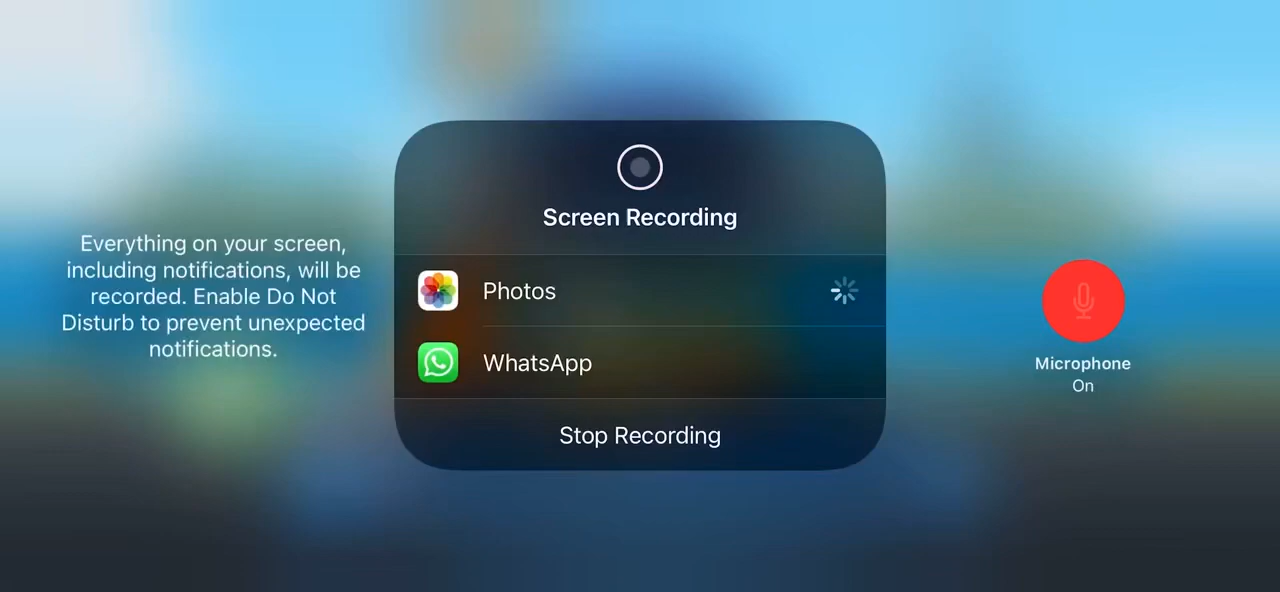 Screen Recording
Everything on your screen,
including notifications, will be
recorded. Enable Do Not
Disturb to prevent unexpected
notifications.
Photos
WhatsApp
Stop Recording
Microphone
On